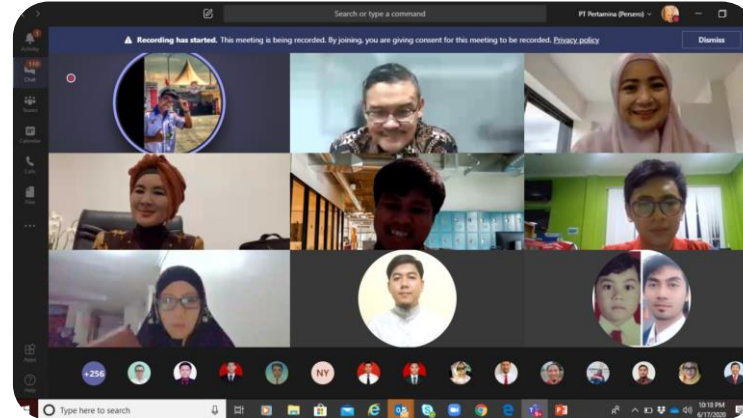 Search or type a command
PT Pertamina (Persero)
Recording has started. This meeting is being recorded. By joining, you are giving consent for this meeting to be recorded. Privacy policy
Dismiss
Activity
Chat
Teams
Calendar
Calls
Files
Apps
Help
+256
NY
Type here to search
10:18 PM
6/17/2020